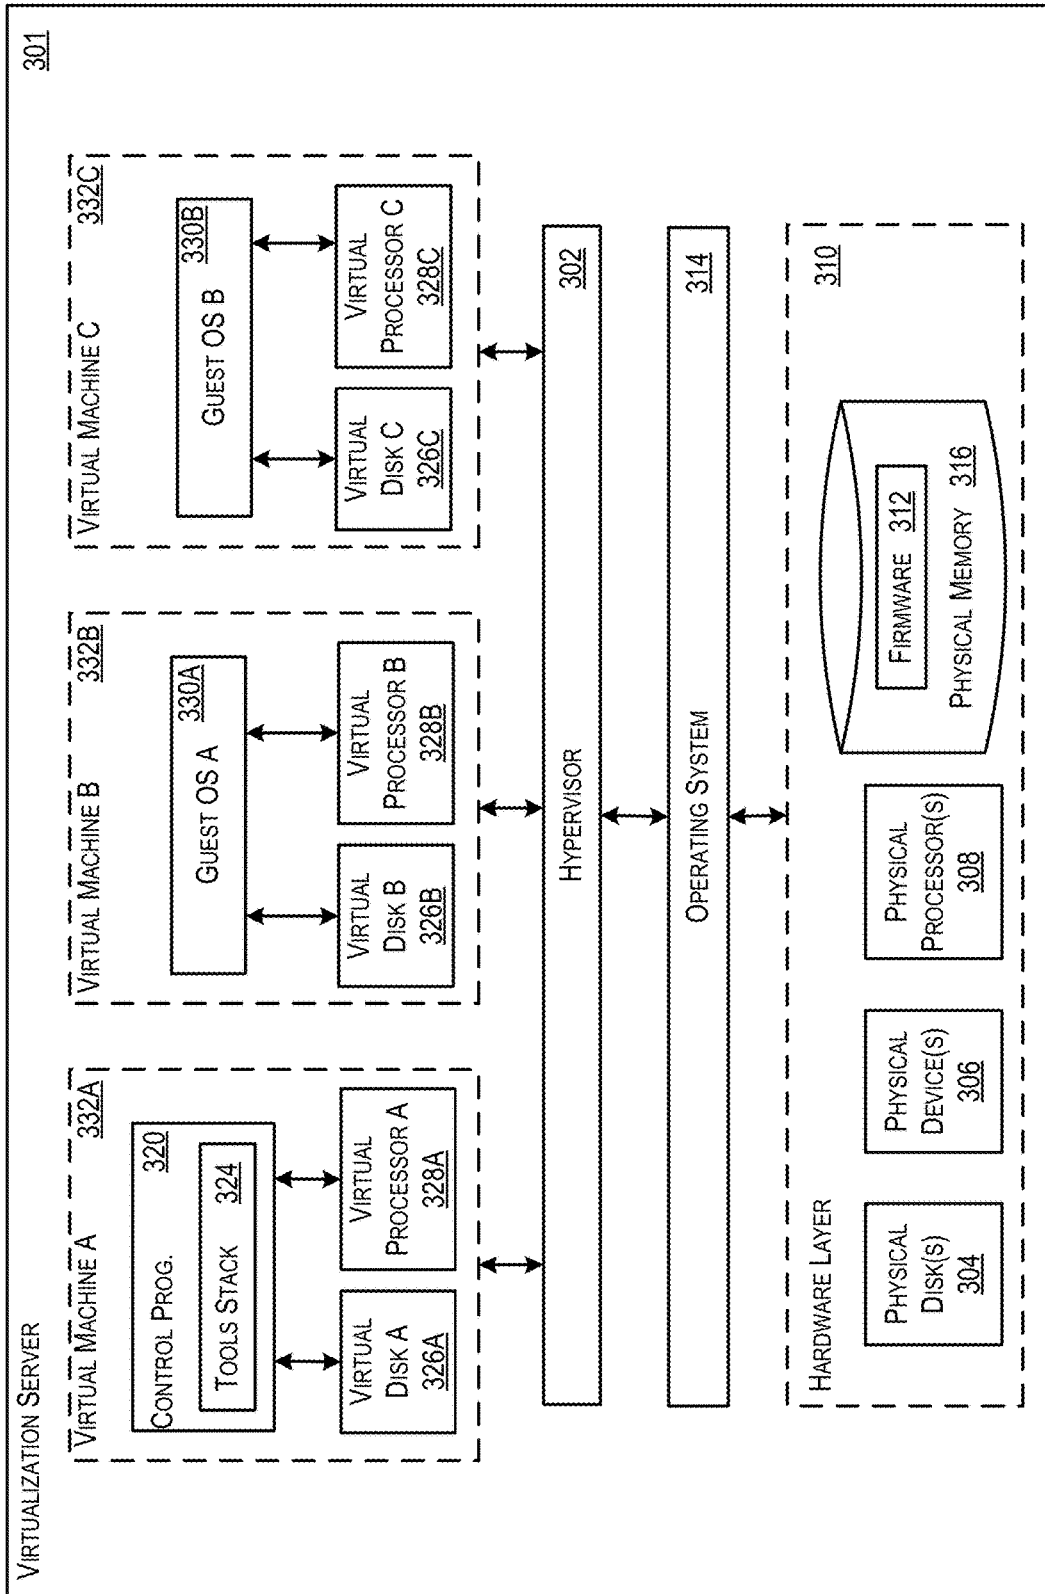 VIRTUALIZATION SERVER
301
VIRTUAL MACHINE A
332A
CONTROL PROG.
320
TOOLS STACK 324
VIRTUAL
DISK A
326A
VIRTUAL
PROCESSOR A
328A
VIRTUAL MACHINE B
332B
330A
GUEST OS A
VIRTUAL
DISK B
326B
VIRTUAL
PROCESSOR B
328B
VIRTUAL MACHINE C
332C
330B
GUEST OS B
VIRTUAL
DISK C
326C
VIRTUAL
PROCESSOR C
328C
HYPERVISOR
302
OPERATING SYSTEM
314
HARDWARE LAYER
310
PHYSICAL
DISK(S)
304
PHYSICAL
DEVICE(S)
306
PHYSICAL
PROCESSOR(S)
308
FIRMWARE 312
PHYSICAL MEMORY 316